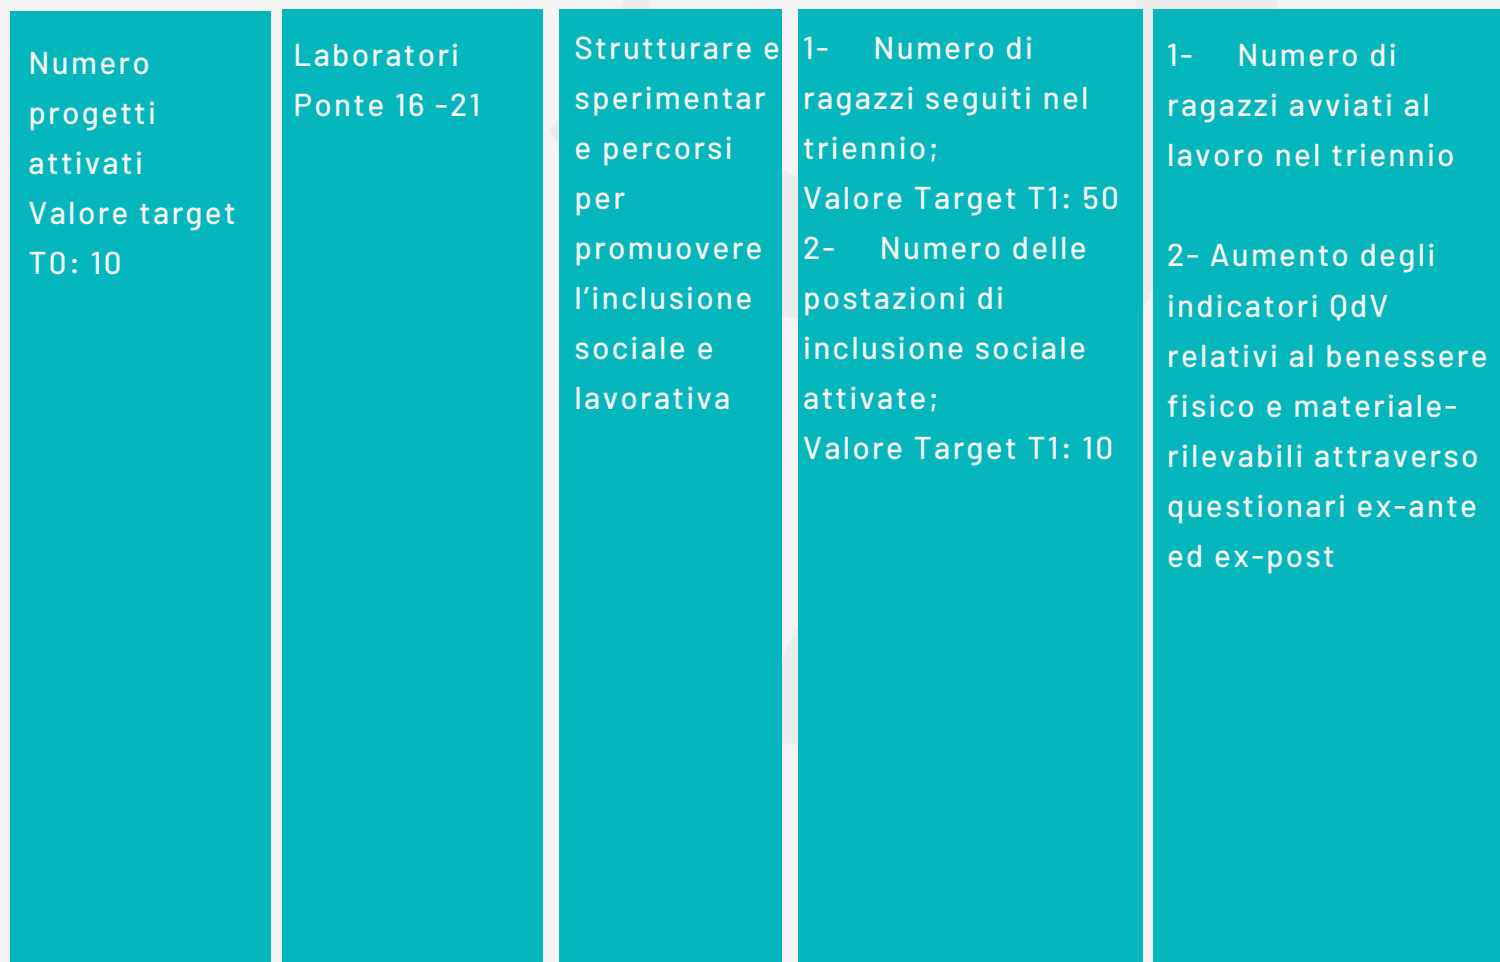 Numero
progetti
attivati
Valore target
T0: 10
Laboratori
Ponte 16 -21
Strutturare e
sperimentar
e percorsi
per
promuovere
l’inclusione
sociale e
lavorativa
1- Numero di
ragazzi seguiti nel
triennio;
Valore Target T1: 50
2- Numero delle
postazioni di
inclusione sociale
attivate;
Valore Target T1: 10
1- Numero di
ragazzi avviati al
lavoro nel triennio
2- Aumento degli
indicatori QdV
relativi al benessere
fisico e materiale-
rilevabili attraverso
questionari ex-ante
ed ex-post